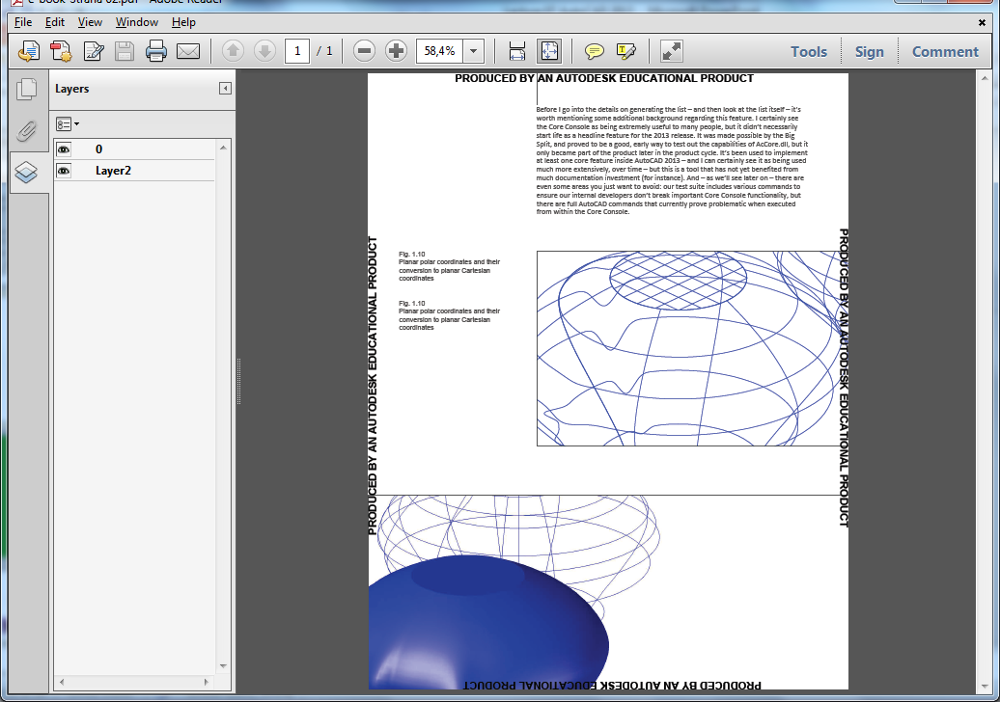 e-book-Strana 02.pdf - Adobe Reader
File Edit View Window Help
1 / 1 58,4% Tools Sign Comment
Layers
0
Layer2
PRODUCED BY AN AUTODESK EDUCATIONAL PRODUCT
Before I go into the details on generating the list – and then look at the list itself – it's
worth mentioning some additional background regarding this feature. I certainly see
the Core Console as being extremely useful to many people, but it didn't necessarily
start life as a headline feature for the 2013 release. It was made possible by the Big
Split, and proved to be a good, early way to test out the capabilities of AcCore.dll, but it
only became part of the product later in the product cycle. It's been used to implement
at least one core feature inside AutoCAD 2013 – and I can certainly see it as being used
much more extensively, over time – but this is a tool that has not yet benefited from
much documentation investment (for instance). And – as we'll see later on – there are
even some areas you just want to avoid: our test suite includes various commands to
ensure our internal developers don't break important Core Console functionality, but
there are full AutoCAD commands that currently prove problematic when executed
from within the Core Console.
PRODUCED BY AN AUTODESK EDUCATIONAL PRODUCT
Fig. 1.10
Planar polar coordinates and their
conversion to planar Cartesian
coordinates
Fig. 1.10
Planar polar coordinates and their
conversion to planar Cartesian
coordinates
PRODUCED BY AN AUTODESK EDUCATIONAL PRODUCT
PRODUCED BY AN AUTODESK EDUCATIONAL PRODUCT